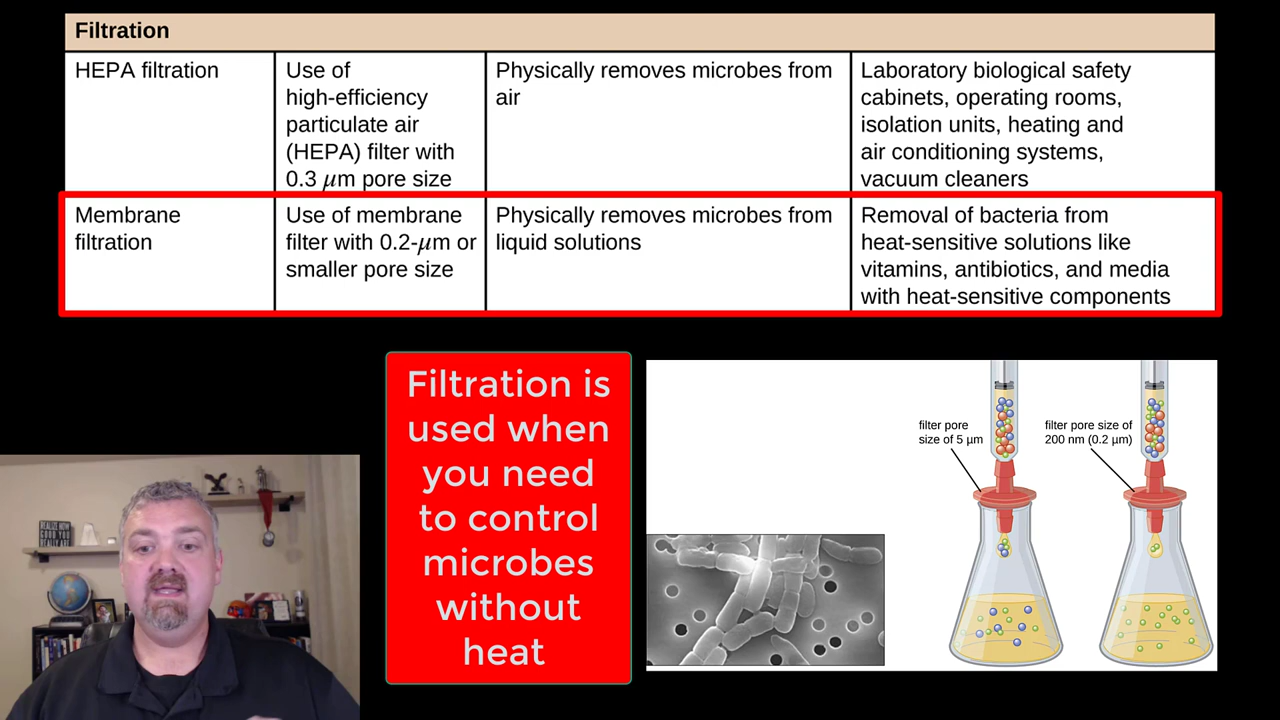 Filtration
HEPA filtration
Use of
high-efficiency
particulate air
(HEPA) filter with
0.3 μm pore size
Physically removes microbes from
air
Laboratory biological safety
cabinets, operating rooms,
isolation units, heating and
air conditioning systems,
vacuum cleaners
Membrane
filtration
Use of membrane
filter with 0.2-μm or
smaller pore size
Physically removes microbes from
liquid solutions
Removal of bacteria from
heat-sensitive solutions like
vitamins, antibiotics, and media
with heat-sensitive components
Filtration is
used when
you need
to control
microbes
without
heat
filter pore
size of 5 µm
filter pore size of
200 nm (0.2 µm)